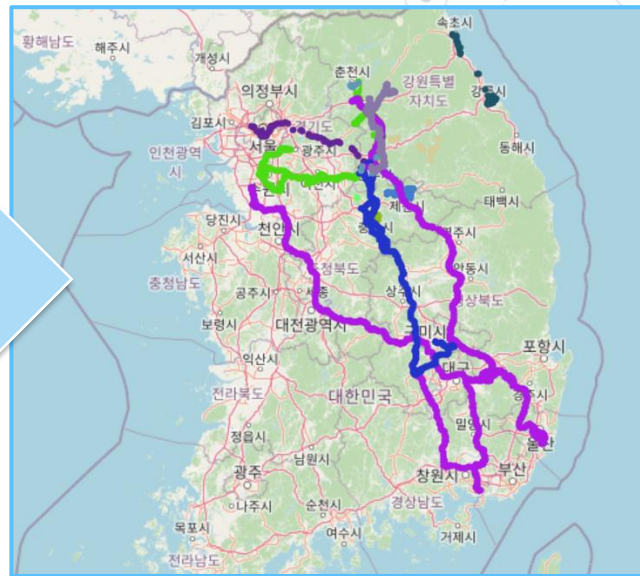 속초시
황해남도
해주시
개성시
춘천시
강원특별
자치도
의정부시
김포시
경기도
서울
광주시
동해시
인천광역
시
제천시
태백시
당진시
천안시
서산시
충청남도
청북도
안동시
공주시
세종
상주시
경상북도
보령시
대전광역시
구미시
포항시
익산시
대구
전라북도
대한민국
경주시
밀양시
정읍시
울산
남원시
광주
창원시
부산
나주시
순천시
경상남도
목포시
여수시
거제시
전라남도